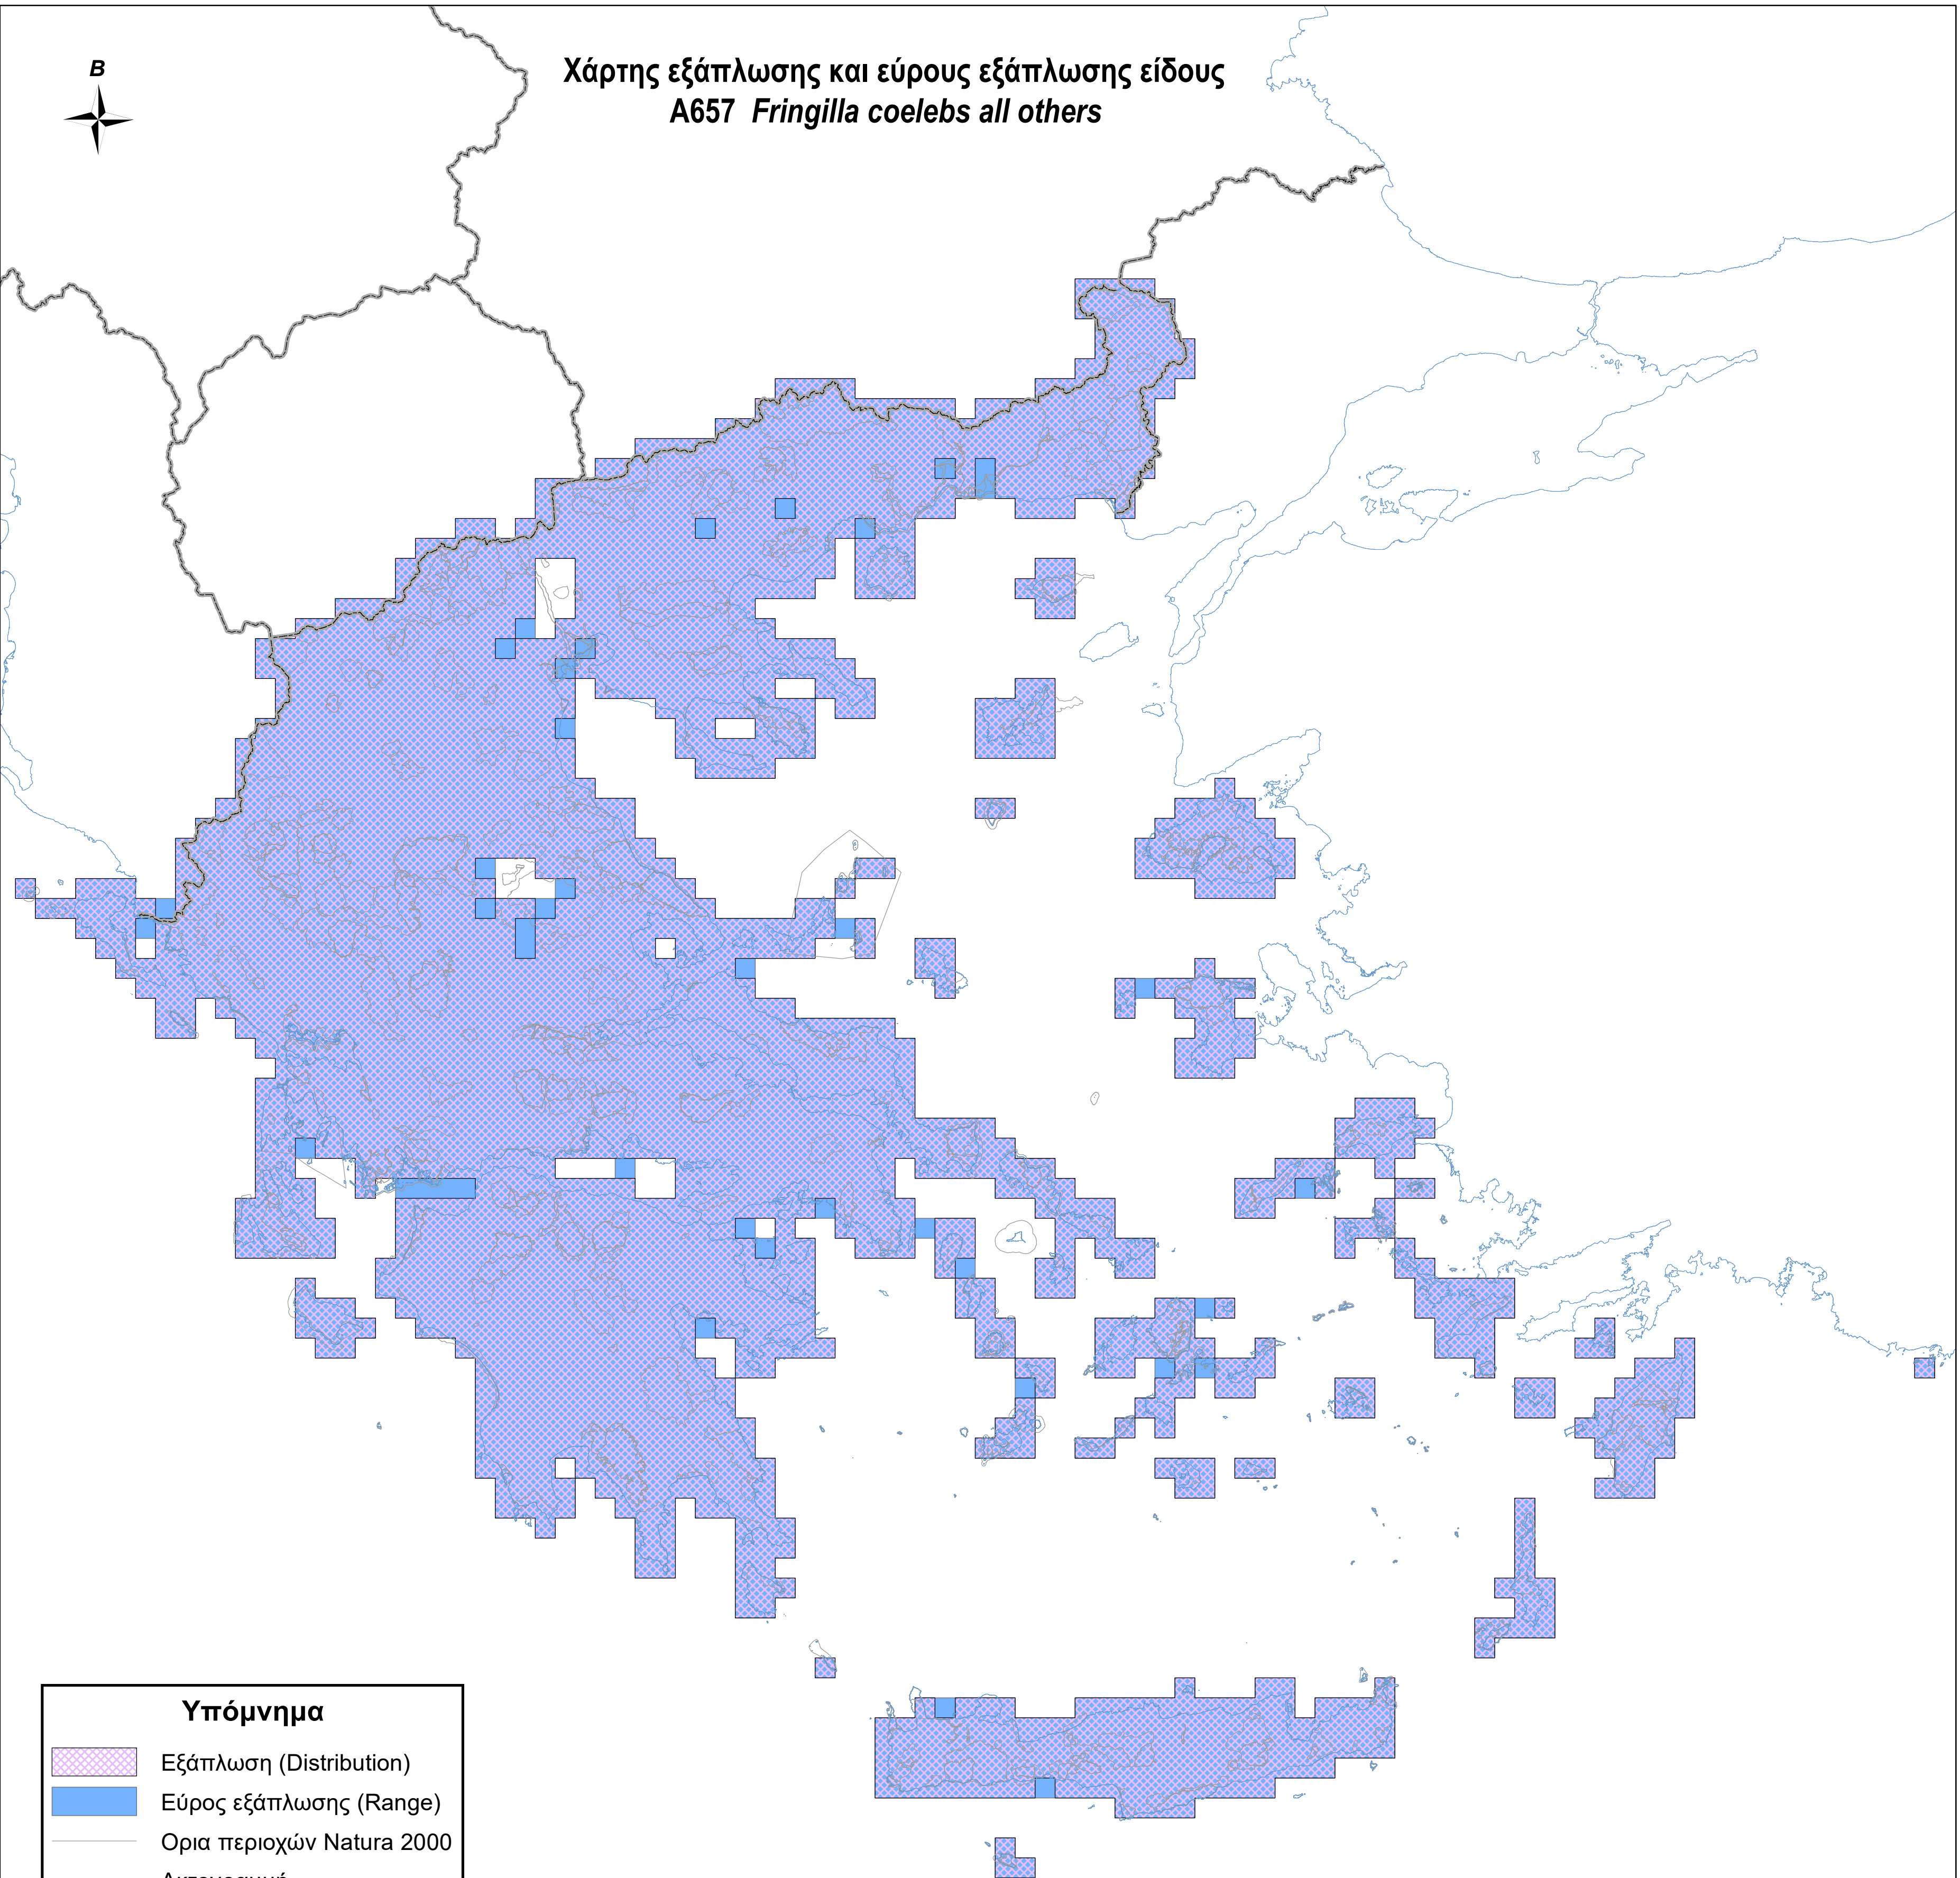 B
Χάρτης εξάπλωσης και εύρους εξάπλωσης είδους
A657 Fringilla coelebs all others
Υπόμνημα
Εξάπλωση (Distribution)
Εύρος εξάπλωσης (Range)
Ορια περιοχών Natura 2000